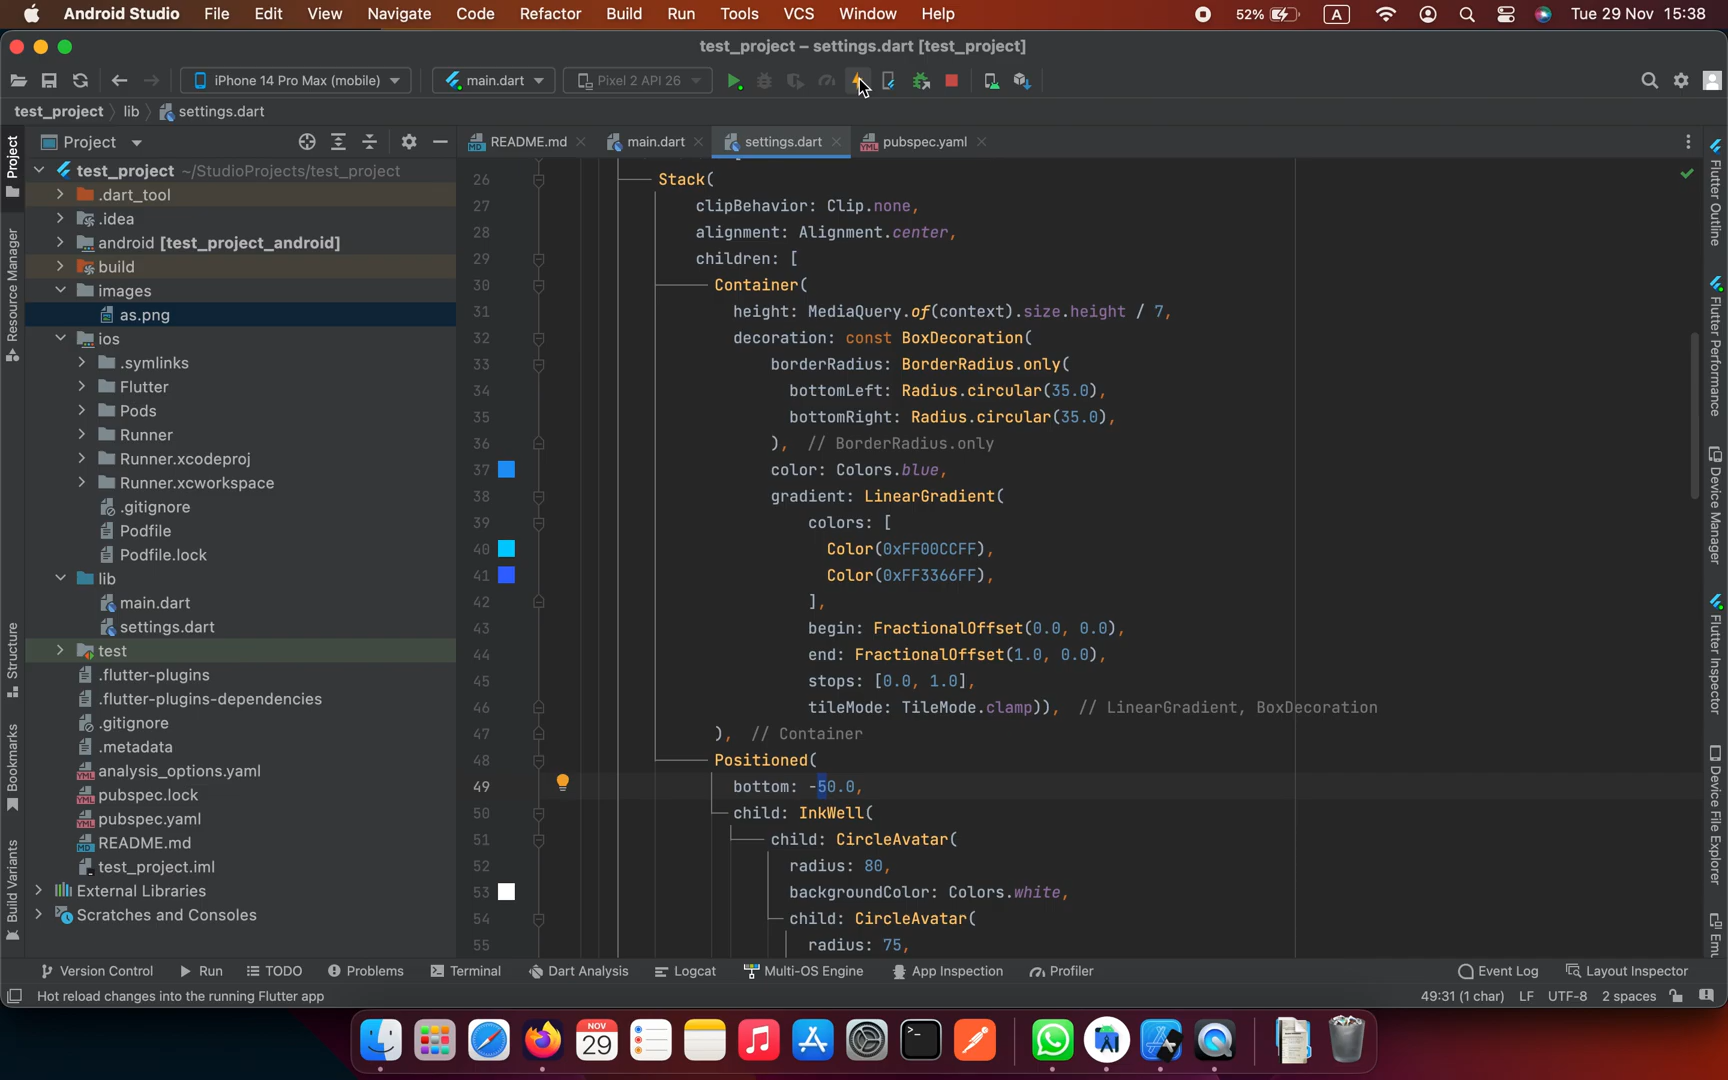 Android Studio File Edit View Navigate Code Refactor Build Run Tools VCS Window Help 52% A Tue 29 Nov 15:38
test_project – settings.dart [test_project]
iPhone 14 Pro Max (mobile) main.dart Pixel 2 API 26
test_project lib settings.dart
Project README.md main.dart settings.dart pubspec.yaml
Project
Resource Manager
Structure
Bookmarks
Build Variants
test_project ~/StudioProjects/test_project
.dart_tool
.idea
android [test_project_android]
build
images
as.png
ios
.symlinks
Flutter
Pods
Runner
Runner.xcodeproj
Runner.xcworkspace
.gitignore
Podfile
Podfile.lock
lib
main.dart
settings.dart
test
.flutter-plugins
.flutter-plugins-dependencies
.gitignore
.metadata
analysis_options.yaml
pubspec.lock
pubspec.yaml
README.md
test_project.iml
External Libraries
Scratches and Consoles
26 Stack(
27 clipBehavior: Clip.none,
28 alignment: Alignment.center,
29 children: [
30 Container(
31 height: MediaQuery.of(context).size.height / 7,
32 decoration: const BoxDecoration(
33 borderRadius: BorderRadius.only(
34 bottomLeft: Radius.circular(35.0),
35 bottomRight: Radius.circular(35.0),
36 ), // BorderRadius.only
37 color: Colors.blue,
38 gradient: LinearGradient(
39 colors: [
40 Color(0xFF00CCFF),
41 Color(0xFF3366FF),
42 ],
43 begin: FractionalOffset(0.0, 0.0),
44 end: FractionalOffset(1.0, 0.0),
45 stops: [0.0, 1.0],
46 tileMode: TileMode.clamp)), // LinearGradient, BoxDecoration
47 ), // Container
48 Positioned(
49 bottom: -50.0,
50 child: InkWell(
51 child: CircleAvatar(
52 radius: 80,
53 backgroundColor: Colors.white,
54 child: CircleAvatar(
55 radius: 75,
Flutter Outline
Flutter Performance
Device Manager
Flutter Inspector
Device File Explorer
Version Control Run TODO Problems Terminal Dart Analysis Logcat Multi-OS Engine App Inspection Profiler Event Log Layout Inspector
Hot reload changes into the running Flutter app 49:31 (1 char) LF UTF-8 2 spaces
NOV
29